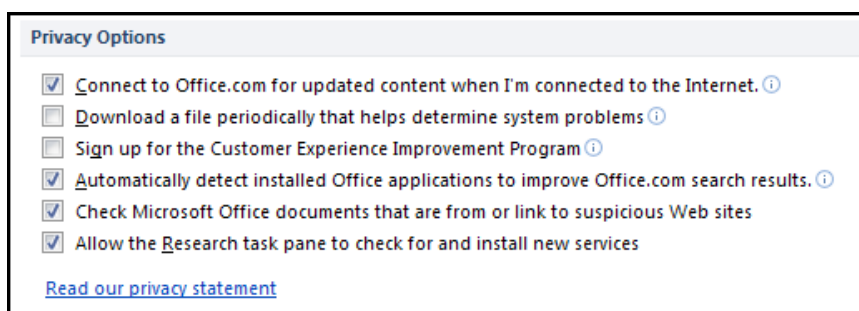 Privacy Options
Connect to Office.com for updated content when I'm connected to the Internet.
Download a file periodically that helps determine system problems
Sign up for the Customer Experience Improvement Program
Automatically detect installed Office applications to improve Office.com search results.
Check Microsoft Office documents that are from or link to suspicious Web sites
Allow the Research task pane to check for and install new services
Read our privacy statement